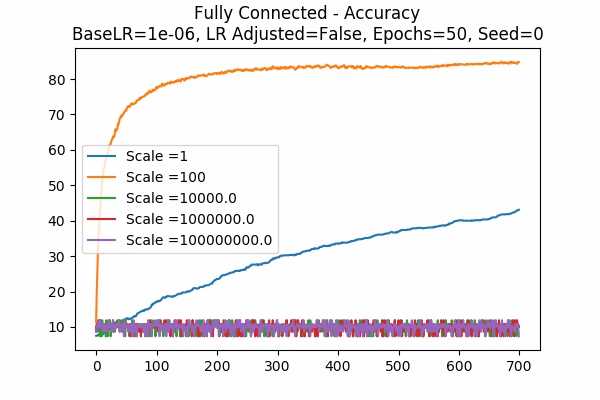 Fully Connected - Accuracy
BaseLR=1e-06, LR Adjusted=False, Epochs=50, Seed=0
80
70
60
50
40
30
20
10
Scale =1
Scale =100
Scale =10000.0
Scale =1000000.0
Scale =100000000.0
0 100 200 300 400 500 600 700